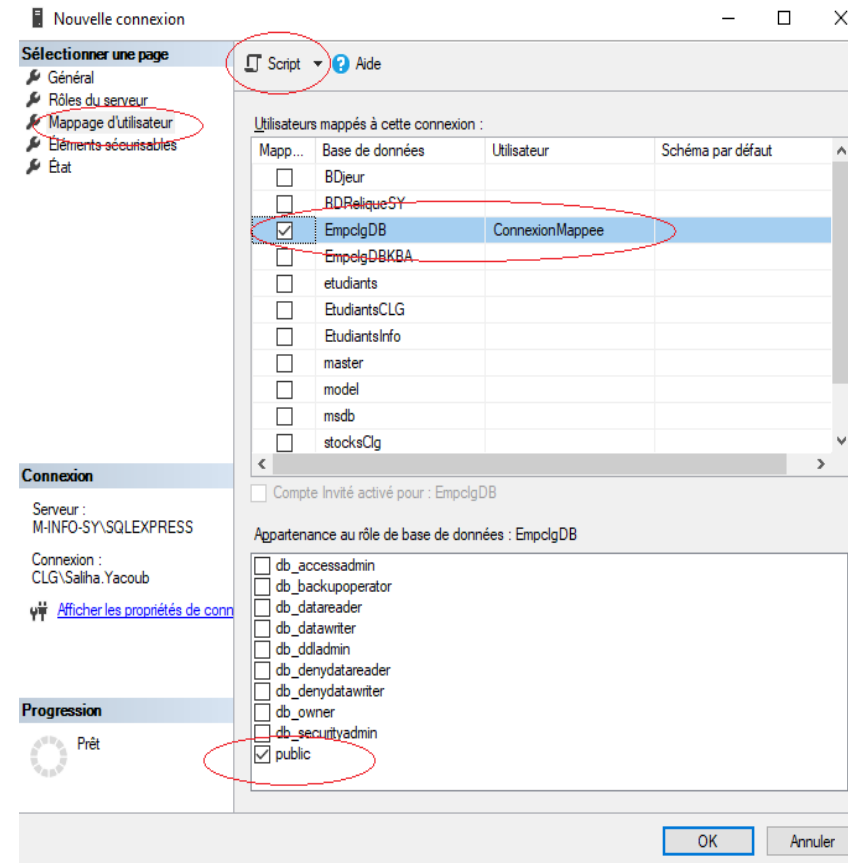 Nouvelle connexion
Sélectionner une page
Général
Rôles du serveur
Mappage d'utilisateur
Éléments sécurisables
État
Script
Aide
Utilisateurs mappés à cette connexion :
Mapp... Base de données Utilisateur Schéma par défaut
BDjeur
BDReliqueSY
EmpclgDB ConnexionMappee
EmpclgDBKBA
etudiants
EtudiantsCLG
EtudiantsInfo
master
model
msdb
stocksClg
Compte Invité activé pour : EmpclgDB
Appartenance au rôle de base de données : EmpclgDB
db_accessadmin
db_backupoperator
db_datareader
db_datawriter
db_ddladmin
db_denydatareader
db_denydatawriter
db_owner
db_securityadmin
public
Connexion
Serveur :
M-INFO-SY\SQLEXPRESS
Connexion :
CLG\Saliha.Yacoub
Afficher les propriétés de conn
Progression
Prêt
OK Annuler